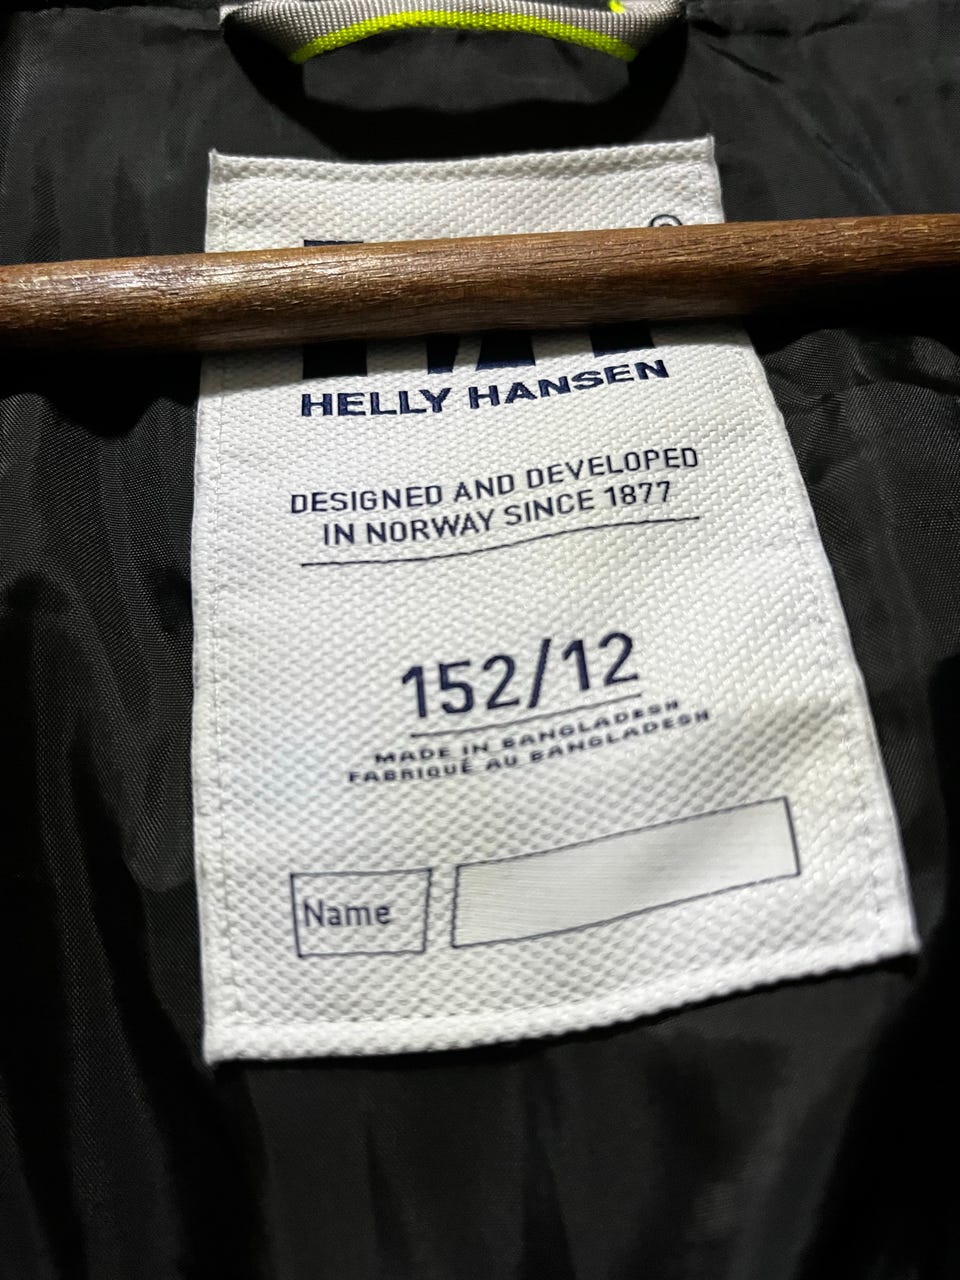 ®
HELLY HANSEN
DESIGNED AND DEVELOPED
IN NORWAY SINCE 1877
152/12
MADE IN BANGLADESH
FABRIQUÉ AU BANGLADESH
Name